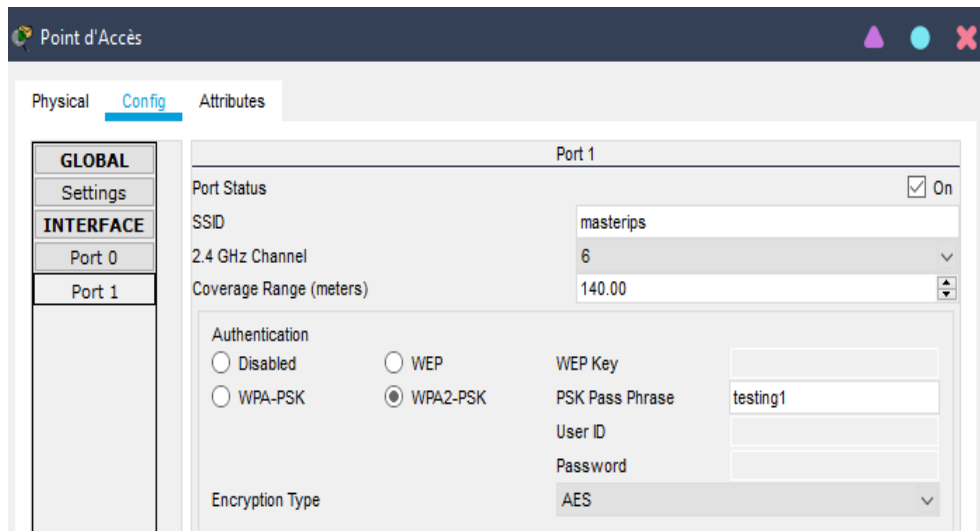 Point d'Accès
Physical Config Attributes
GLOBAL
Settings
INTERFACE
Port 0
Port 1
Port 1
Port Status On
SSID masterips
2.4 GHz Channel 6
Coverage Range (meters) 140.00
Authentication
Disabled WEP WEP Key
WPA-PSK WPA2-PSK PSK Pass Phrase testing1
User ID
Password
Encryption Type AES